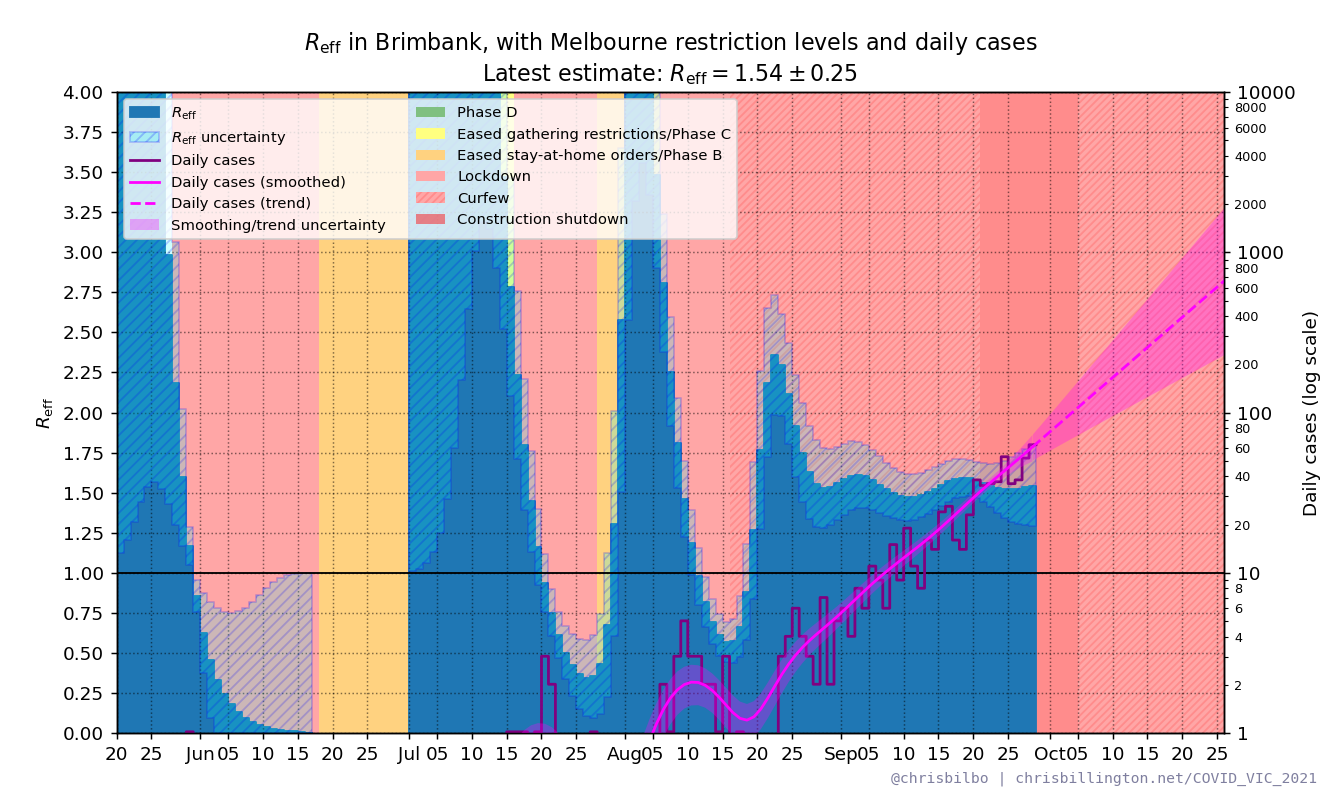 Reff in Brimbank, with Melbourne restriction levels and daily cases
Latest estimate: Reff = 1.54 ± 0.25
Reff
Reff uncertainty
Daily cases
Daily cases (smoothed)
Daily cases (trend)
Smoothing/trend uncertainty
Phase D
Eased gathering restrictions/Phase C
Eased stay-at-home orders/Phase B
Lockdown
Curfew
Construction shutdown
Reff
4.00
3.75
3.50
3.25
3.00
2.75
2.50
2.25
2.00
1.75
1.50
1.25
1.00
0.75
0.50
0.25
0.00
10000
8000
6000
4000
2000
1000
800
600
400
200
100
80
60
40
20
10
8
6
4
2
1
Daily cases (log scale)
20 25 Jun 05 10 15 20 25 Jul 05 10 15 20 25 Aug 05 10 15 20 25 Sep 05 10 15 20 25 Oct 05 10 15 20 25
@chrisbilbo | chrisbillington.net/COVID_VIC_2021